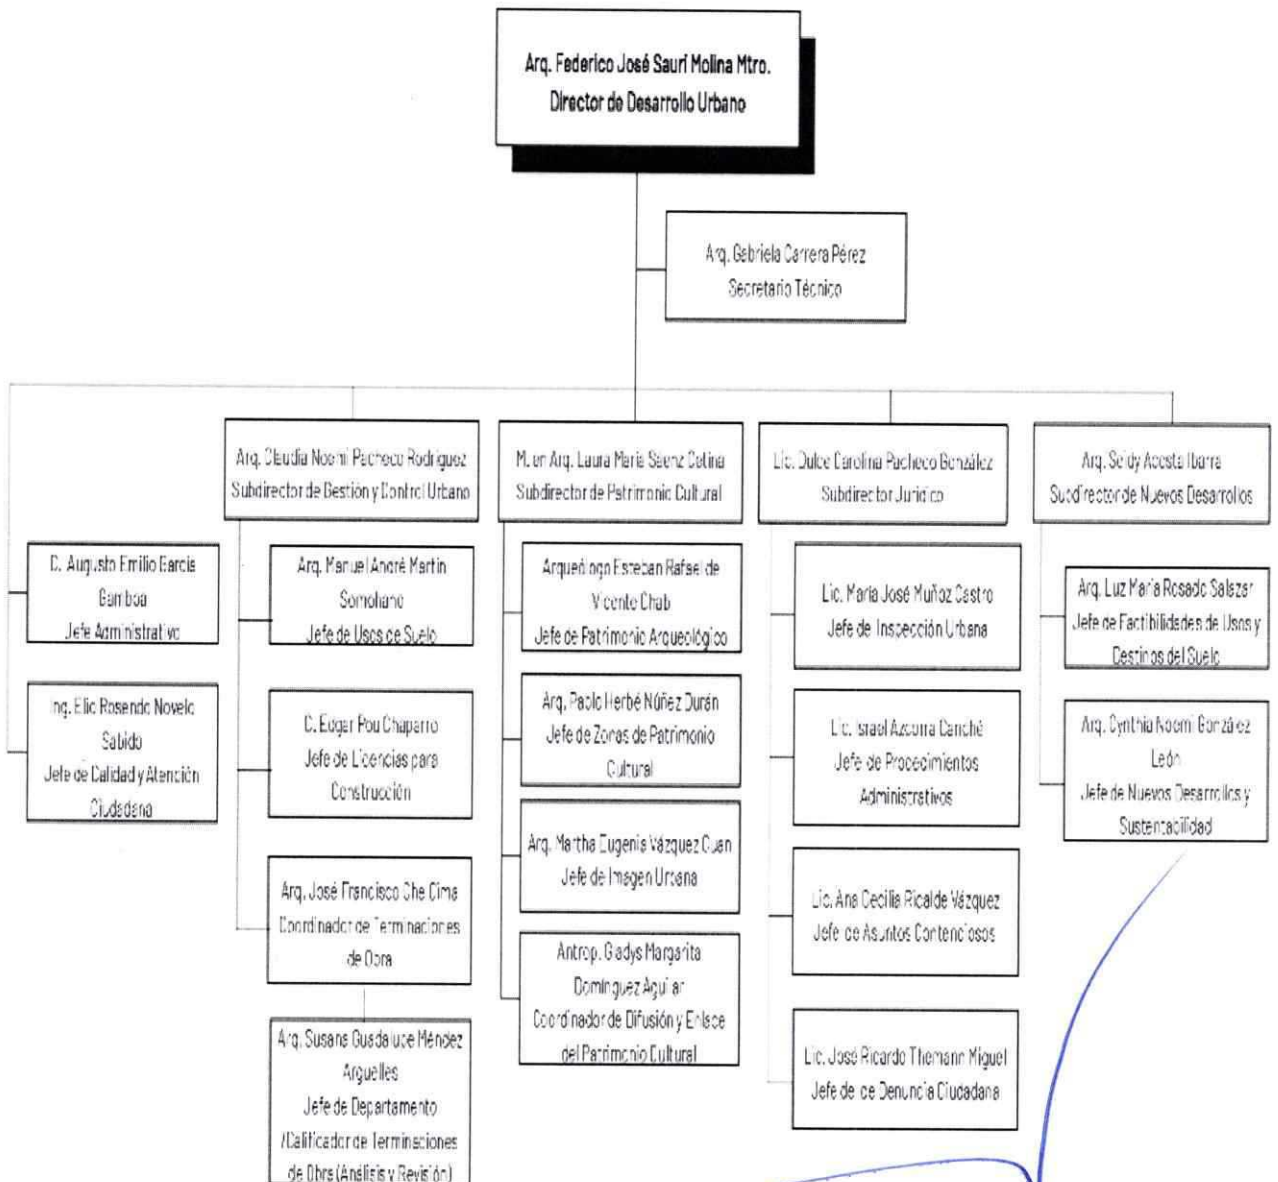 Arq. Federico José Sauri Molina Mtro.
Director de Desarrollo Urbano
Arq. Gabriela Carrera Pérez
Secretario Técnico
Arq. Claudia Noemi Pacheco Rodríguez
Subdirector de Gestión y Control Urbano
M. en Arq. Laura María Saenz Cetina
Subdirector de Patrimonio Cultural
Lic. Dulce Carolina Pacheco González
Subdirector Jurídico
Arq. Seidy Acosta Ibarra
Subdirector de Nuevos Desarrollos
C. Augusto Emilio García
Gamboa
Jefe Administrativo
Ing. Elio Rosendo Novelo
Sabido
Jefe de Calidad y Atención
Ciudadana
Arq. Manuel André Martín
Somohano
Jefe de Usos de Suelo
C. Edgar Pou Chaparro
Jefe de Licencias para
Construcción
Arq. José Francisco Che Cima
Coordinador de Terminaciones
de Obra
Arq. Susana Guadalupe Méndez
Arguelles
Jefe de Departamento
/Calificador de Terminaciones
de Obra (Análisis y Revisión)
Arqueólogo Esteban Rafael de
Vicente Chab
Jefe de Patrimonio Arqueológico
Arq. Pablo Herbé Núñez Durán
Jefe de Zonas de Patrimonio
Cultural
Arq. Martha Eugenia Vázquez
Jefe de Imagen Urbana
Antrop. Gladys Margarita
Domínguez Aguilar
Coordinador de Difusión y Enlace
del Patrimonio Cultural
Lic. María José Muñoz Castro
Jefe de Inspección Urbana
Lic. Israel Azcorra Canché
Jefe de Procedimientos
Administrativos
Lic. Ana Cecilia Ricalde Vázquez
Jefe de Asuntos Contenciosos
Lic. José Ricardo Themann Miguel
Jefe de de Denuncia Ciudadana
Arq. Luz María Rosado Salazar
Jefe de Factibilidades de Usos y
Destinos del Suelo
Arq. Cynthia Noemi González
León
Jefe de Nuevos Desarrollos y
Sustentabilidad